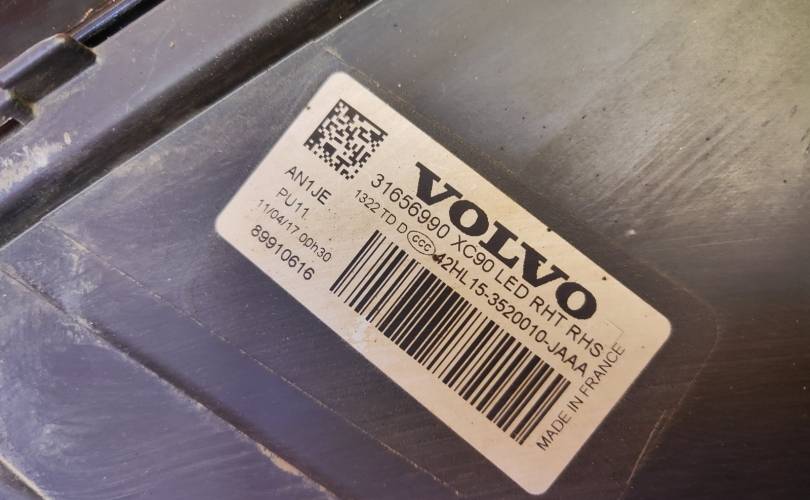 VOLVO
31656990 XC90 LED RHT RHS
1322 TD D CCC 42HL15-3520010-JAAA
AN1JE
PU11
11/04/17 00h30
89910616
MADE IN FRANCE